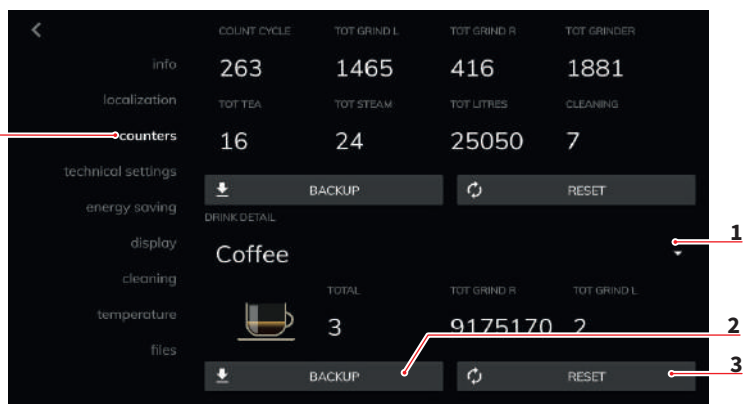 COUNT CYCLE TOT GRIND L TOT GRIND R TOT GRINDER
info 263 1465 416 1881
localization
TOT TEA TOT STEAM TOT LITRES CLEANING
counters 16 24 25050 7
technical settings
BACKUP RESET
energy saving
DRINK DETAIL
display
Coffee 1
cleaning
TOTAL TOT GRIND R TOT GRIND L
temperature
3 9175170 2 2
files
BACKUP RESET 3